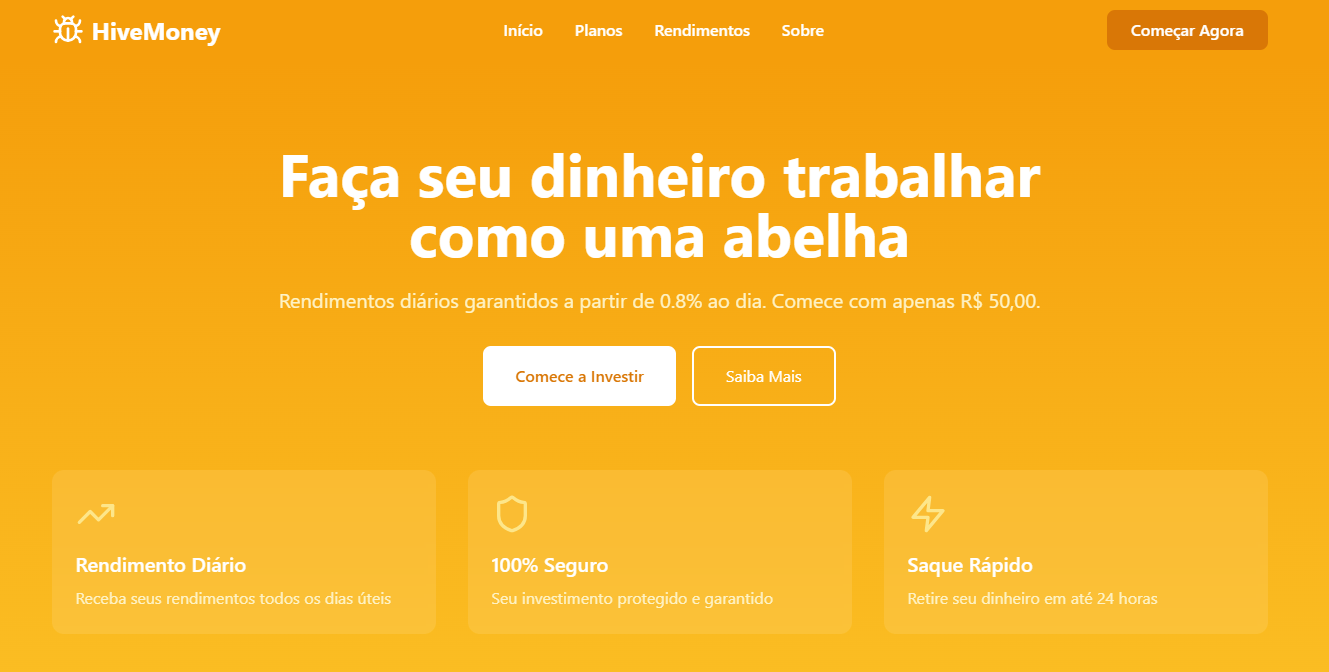 HiveMoney
Início
Planos
Rendimentos
Sobre
Começar Agora
Faça seu dinheiro trabalhar
como uma abelha
Rendimentos diários garantidos a partir de 0.8% ao dia. Comece com apenas R$ 50,00.
Comece a Investir
Saiba Mais
Rendimento Diário
Receba seus rendimentos todos os dias úteis
100% Seguro
Seu investimento protegido e garantido
Saque Rápido
Retire seu dinheiro em até 24 horas